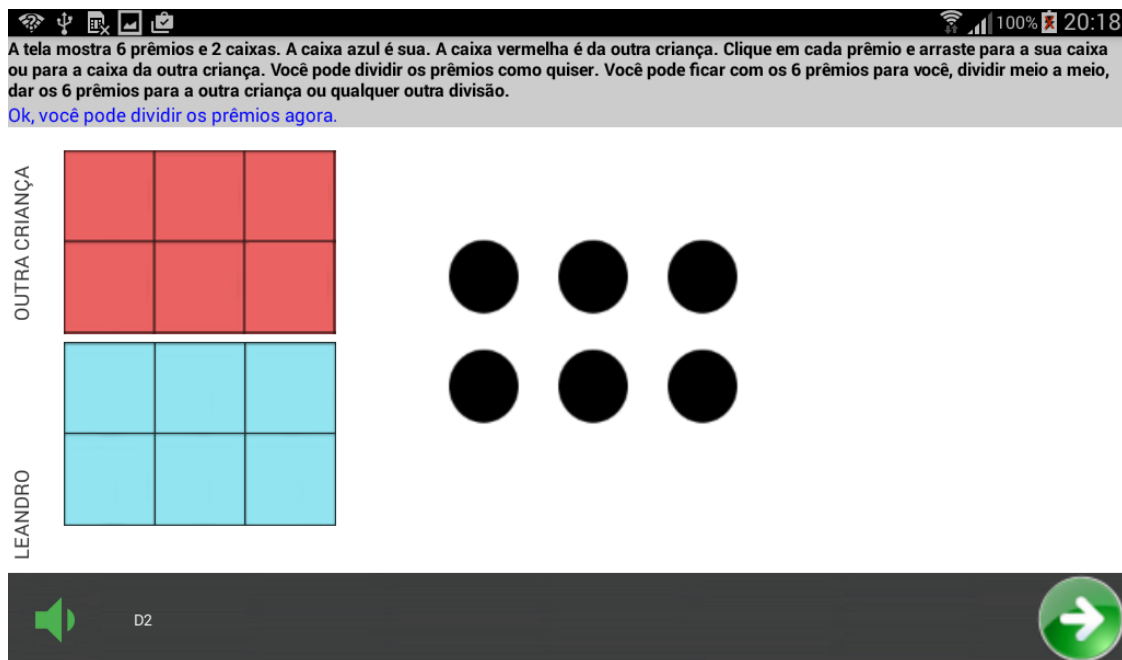 100% 20:18
A tela mostra 6 prêmios e 2 caixas. A caixa azul é sua. A caixa vermelha é da outra criança. Clique em cada prêmio e arraste para a sua caixa
ou para a caixa da outra criança. Você pode dividir os prêmios como quiser. Você pode ficar com os 6 prêmios para você, dividir meio a meio,
dar os 6 prêmios para a outra criança ou qualquer outra divisão.
Ok, você pode dividir os prêmios agora.
OUTRA CRIANÇA
LEANDRO
D2